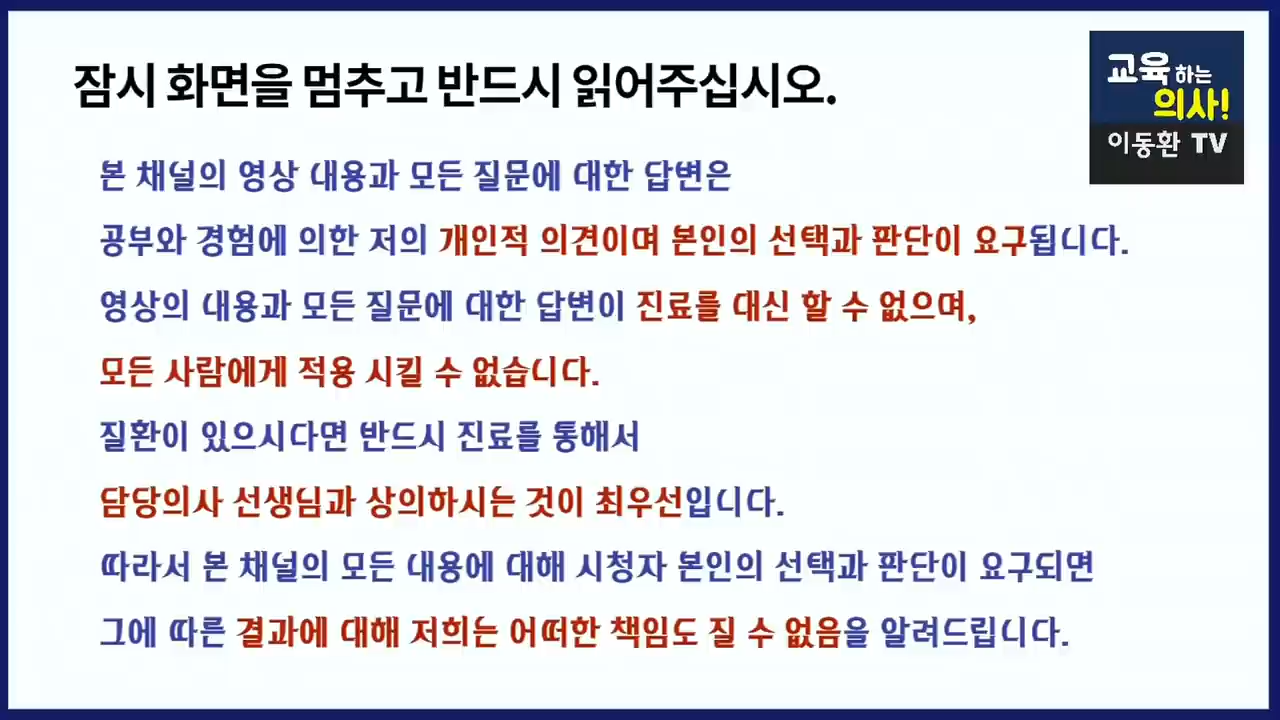 잠시 화면을 멈추고 반드시 읽어주십시오.
교육하는
의사!
이동환 TV
본 채널의 영상 내용과 모든 질문에 대한 답변은
공부와 경험에 의한 저의 개인적 의견이며 본인의 선택과 판단이 요구됩니다.
영상의 내용과 모든 질문에 대한 답변이 진료를 대신 할 수 없으며,
모든 사람에게 적용 시킬 수 없습니다.
질환이 있으시다면 반드시 진료를 통해서
담당의사 선생님과 상의하시는 것이 최우선입니다.
따라서 본 채널의 모든 내용에 대해 시청자 본인의 선택과 판단이 요구되면
그에 따른 결과에 대해 저희는 어떠한 책임도 질 수 없음을 알려드립니다.